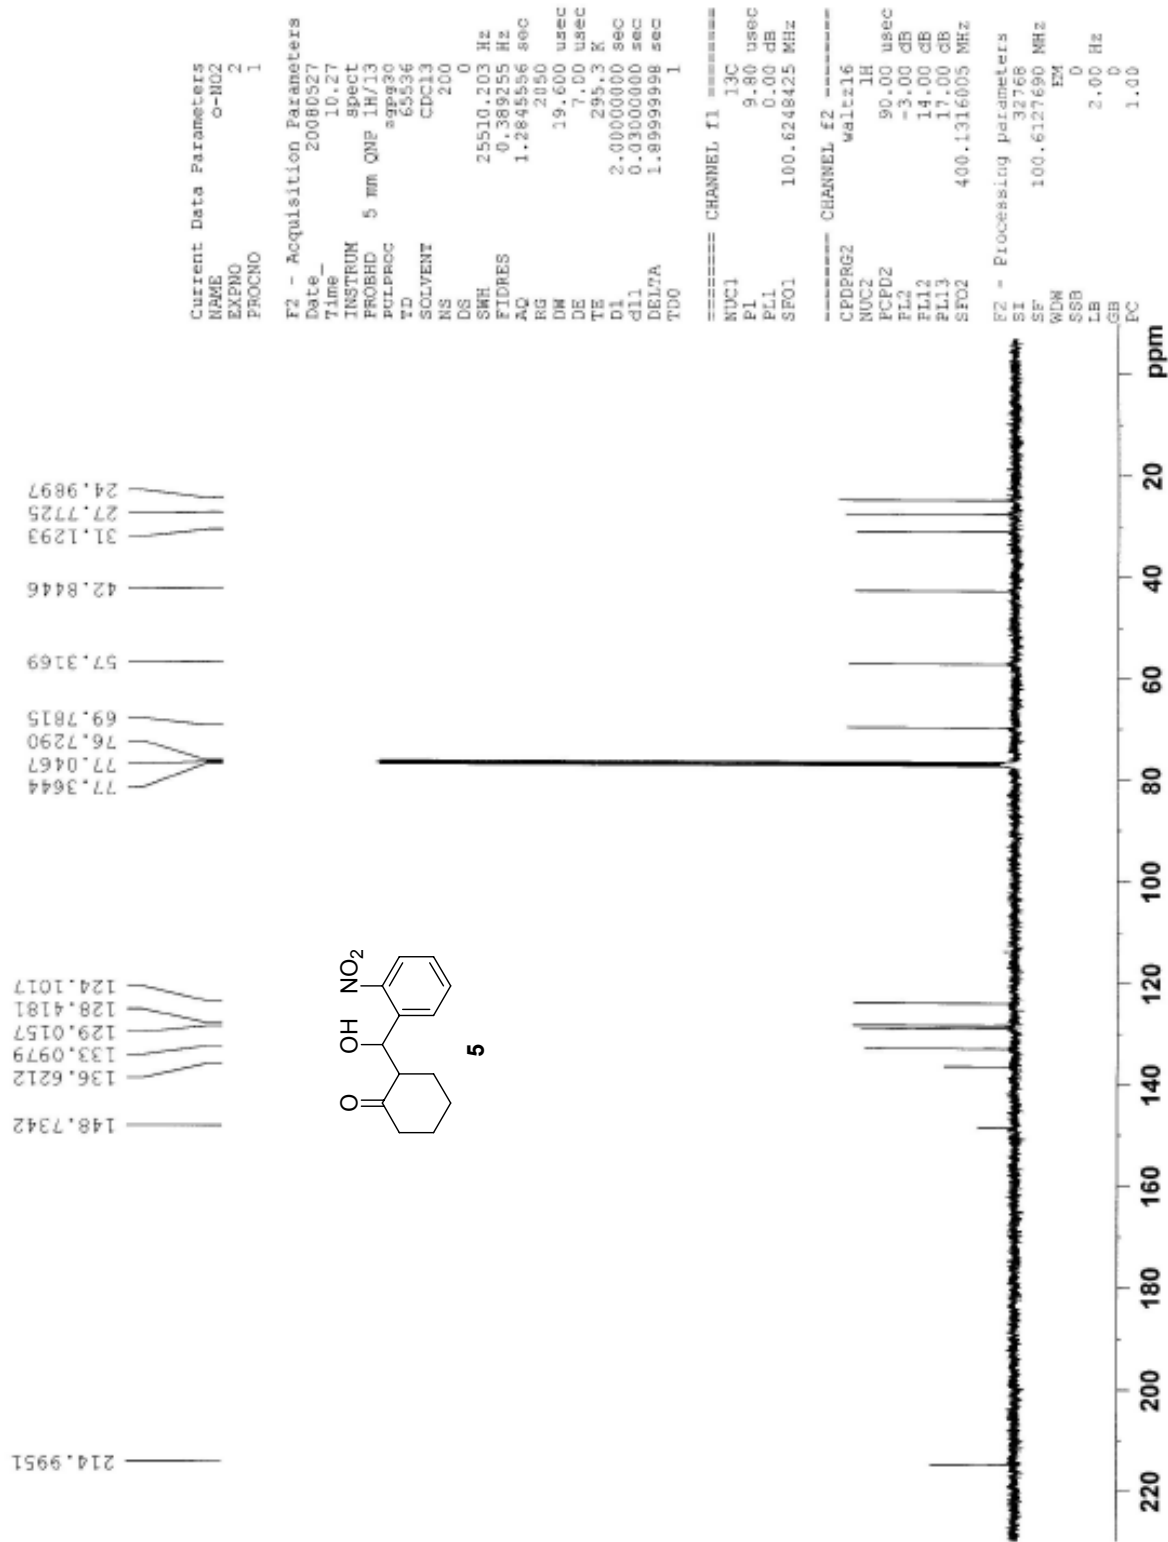 Current Data Parameters
NAME o-NO2
EXPNO 2
PROCNO 1
F2 - Acquisition Parameters
Date_ 20080527
Time 10.27
INSTRUM spect
PROBHD 5 mm QNP 1H/13
PULPROG zgpg30
TD 65536
SOLVENT CDCl3
NS 200
DS 0
SWH 25510.203 Hz
FIDRES 0.389255 Hz
AQ 1.2845556 sec
RG 2050
DW 19.600 usec
DE 7.00 usec
TE 295.3 K
D1 2.00000000 sec
d11 0.03000000 sec
DELTA 1.89999998 sec
TD0 1
======== CHANNEL f1 ========
NUC1 13C
P1 9.80 usec
PL1 0.00 dB
SFO1 100.6248425 MHz
======== CHANNEL f2 ========
CPDPRG2 waltz16
NUC2 1H
PCPD2 90.00 usec
PL2 -3.00 dB
PL12 14.00 dB
PL13 17.00 dB
SFO2 400.1316005 MHz
F2 - Processing parameters
SI 32768
SF 100.6127690 MHz
WDW EM
SSB 0
LB 2.00 Hz
GB 0
PC 1.00
214.9951
148.7342
136.6212
133.0979
129.0157
128.4181
124.1017
77.3644
77.0467
76.7290
69.7815
57.3169
42.8446
31.1293
27.7725
24.9897
O
OH
NO2
5
220
200
180
160
140
120
100
80
60
40
20
ppm